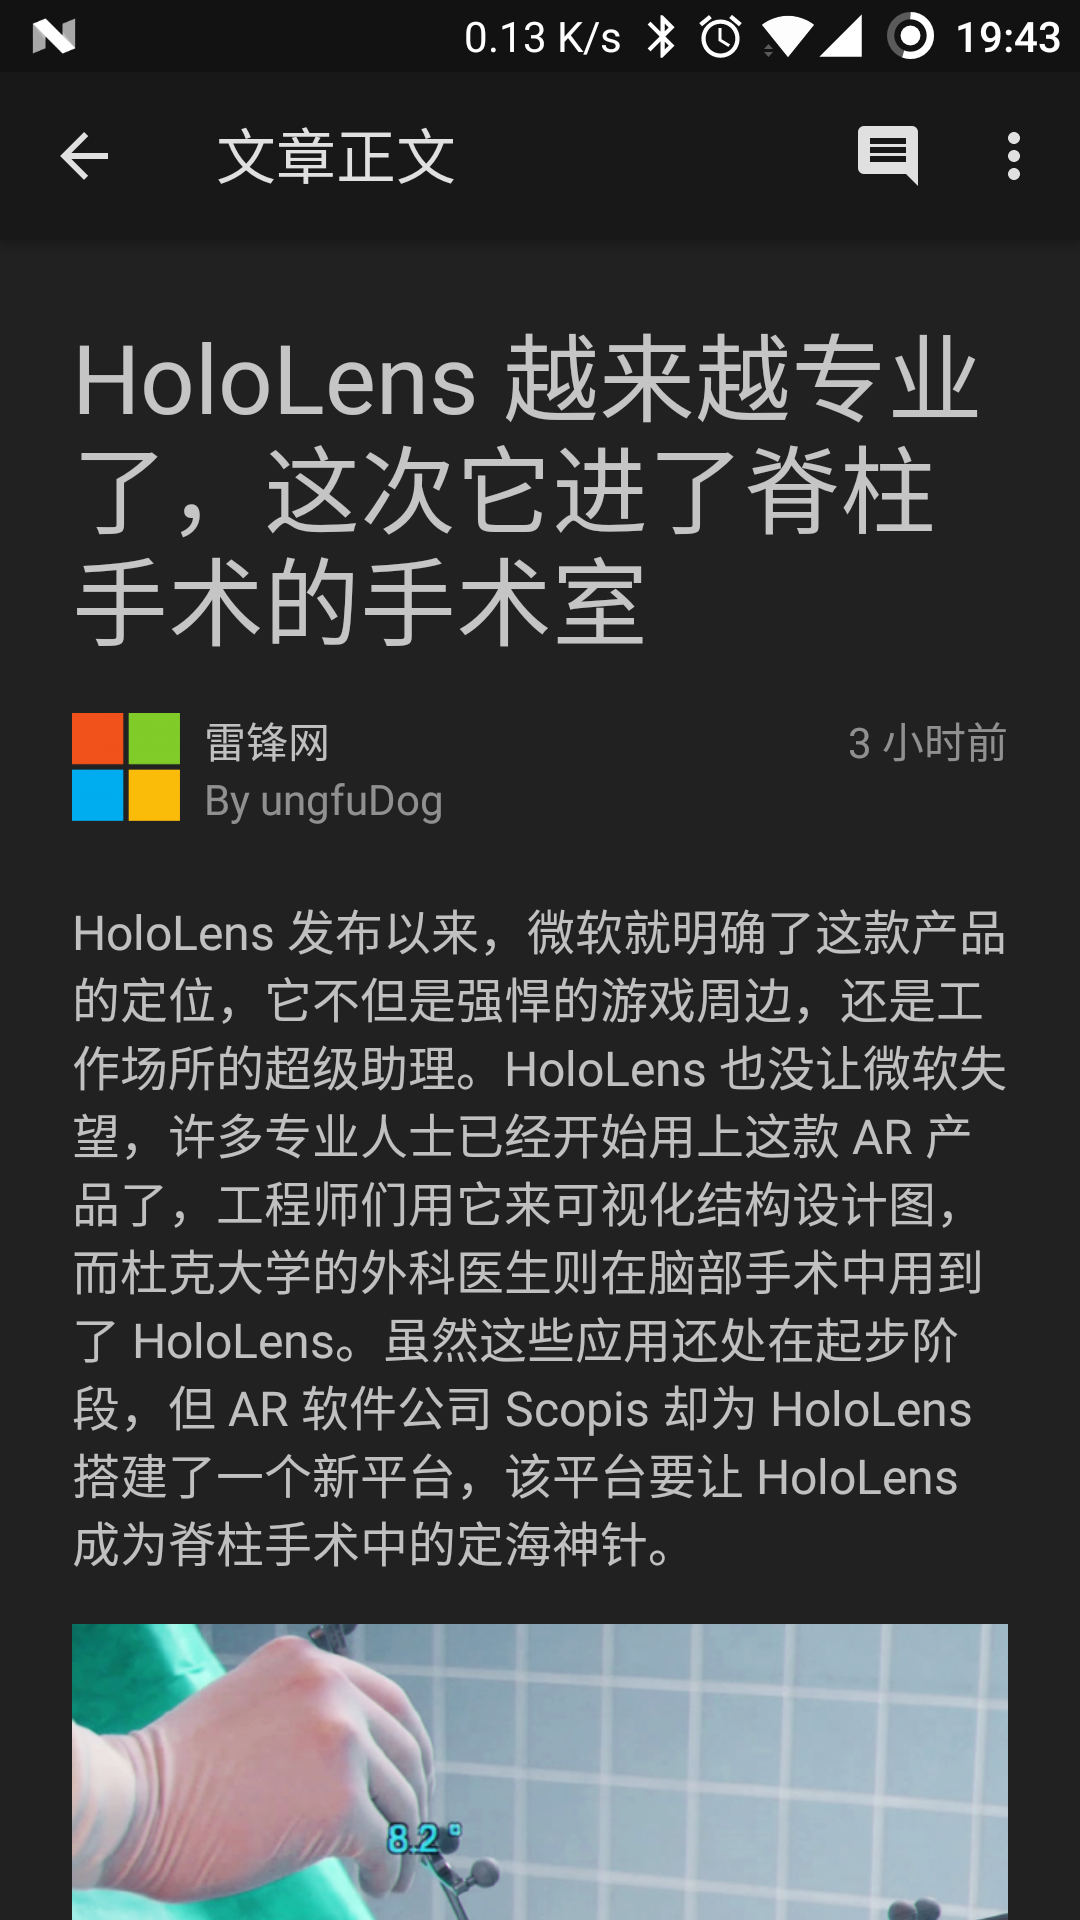 0.13 K/s 19:43
文章正文
HoloLens 越来越专业
了，这次它进了脊柱
手术的手术室
雷锋网 3 小时前
By ungfuDog
HoloLens 发布以来，微软就明确了这款产品
的定位，它不但是强悍的游戏周边，还是工
作场所的超级助理。HoloLens 也没让微软失
望，许多专业人士已经开始用上这款 AR 产
品了，工程师们用它来可视化结构设计图，
而杜克大学的外科医生则在脑部手术中用到
了 HoloLens。虽然这些应用还处在起步阶
段，但 AR 软件公司 Scopis 却为 HoloLens
搭建了一个新平台，该平台要让 HoloLens
成为脊柱手术中的定海神针。
8.2°